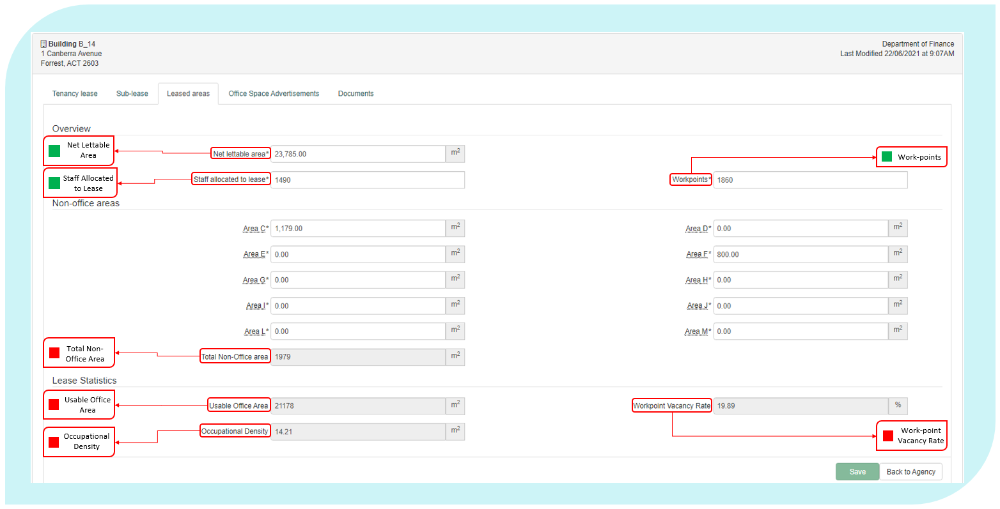 Building B_14
1 Canberra Avenue
Forrest, ACT 2603
Department of Finance
Last Modified 22/06/2021 at 9:07AM
Tenancy lease Sub-lease Leased areas Office Space Advertisements Documents
Overview
Net Lettable
Area
Net lettable area* 23,785.00 m²
Work-points
Staff Allocated
to Lease
Staff allocated to lease* 1490
Workpoints* 1860
Non-office areas
Area C* 1,179.00 m² Area D* 0.00 m²
Area E* 0.00 m² Area F* 800.00 m²
Area G* 0.00 m² Area H* 0.00 m²
Area I* 0.00 m² Area J* 0.00 m²
Area L* 0.00 m² Area M* 0.00 m²
Total Non-
Office Area
Total Non-Office area 1979 m²
Lease Statistics
Usable Office
Area
Usable Office Area 21178 m² Workpoint Vacancy Rate 19.89 %
Occupational
Density
Occupational Density 14.21 m²
Work-point
Vacancy Rate
Save Back to Agency